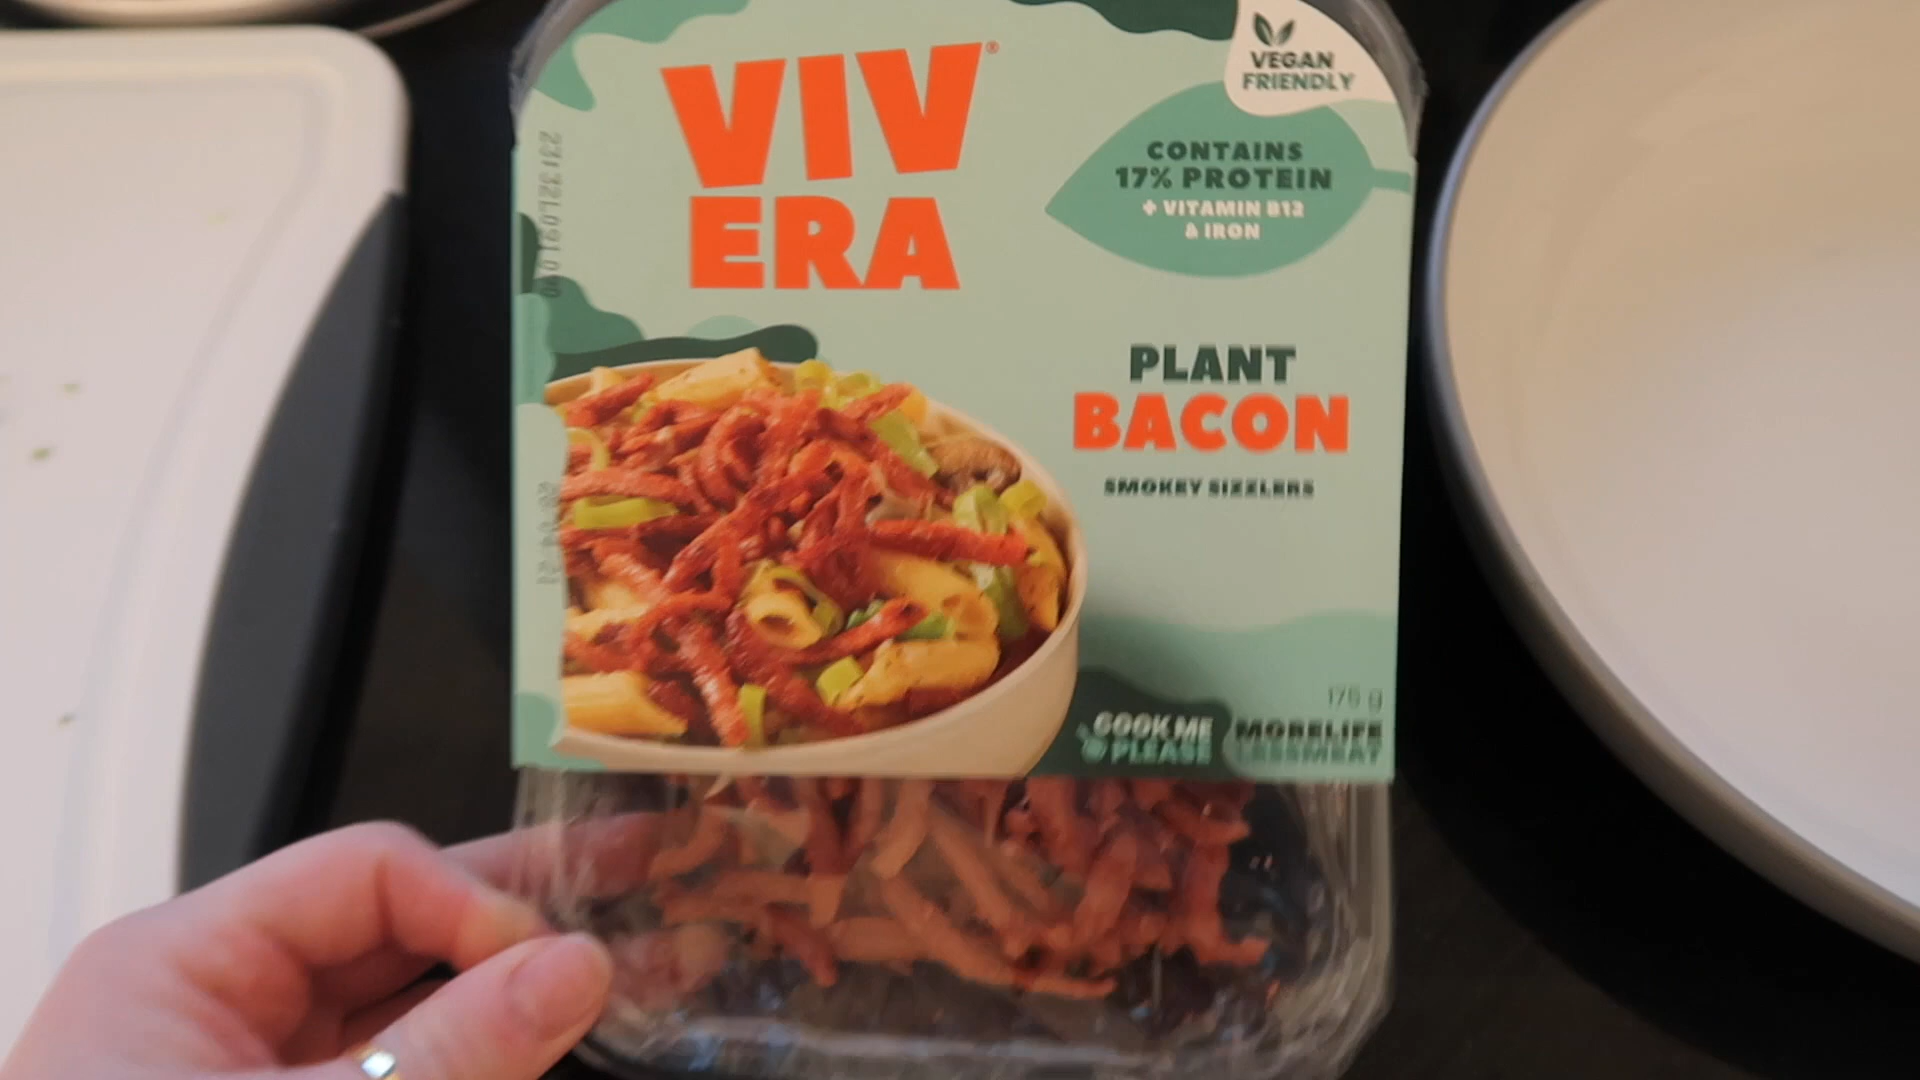 VIV
ERA®
VEGAN
FRIENDLY
CONTAINS
17% PROTEIN
+ VITAMIN B12
& IRON
PLANT
BACON
SMOKEY SIZZLERS
175 g
COOK ME
PLEASE
MORELIFE
LESSMEAT